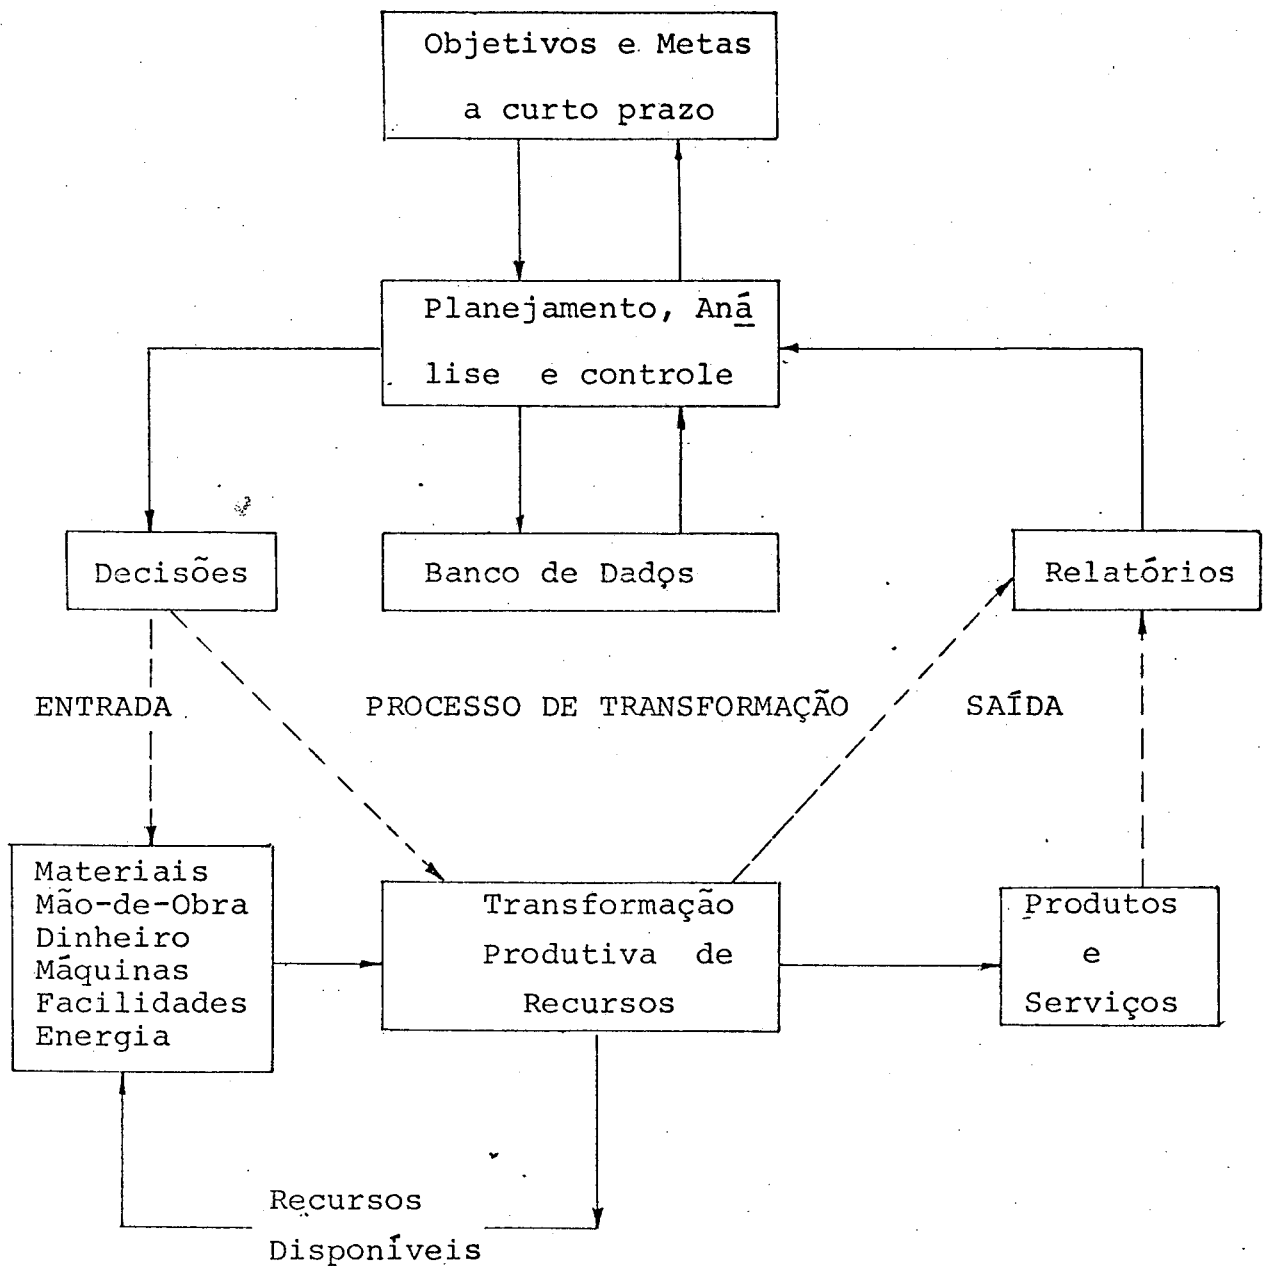 Objetivos e Metas
a curto prazo
Planejamento, Aná
lise e controle
Decisões
Banco de Dados
Relatórios
ENTRADA
PROCESSO DE TRANSFORMAÇÃO
SAÍDA
Materiais
Mão-de-Obra
Dinheiro
Máquinas
Facilidades
Energia
Transformação
Produtiva de
Recursos
Produtos
e
Serviços
Recursos
Disponíveis